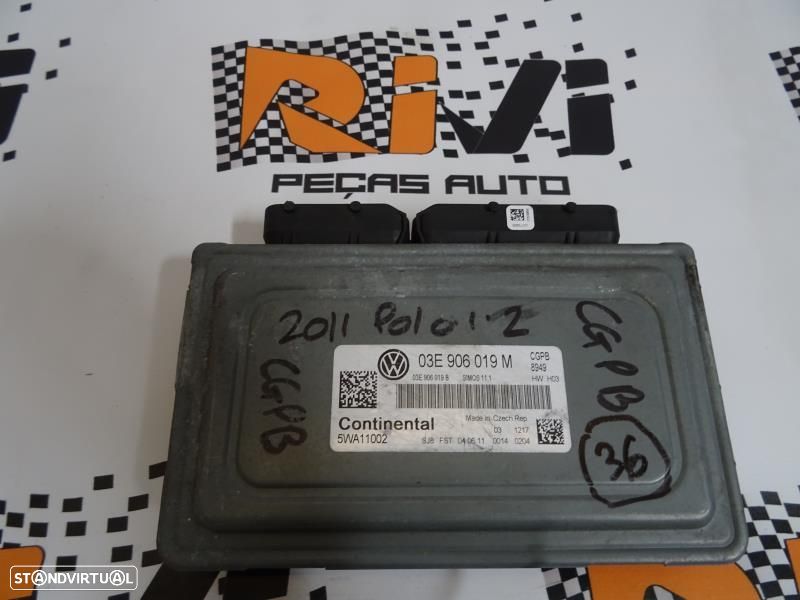 RiVi
PEÇAS AUTO
2011 Polo 1.2
CGPB
CGPB
36
03E 906 019 M
CGPB
8949
03E 906 019 B SIMOS 11.1
HW: H03
Continental
5WA11002
Made in Czech Rep
03 1217
SJB FST 04.06.11 0014 0204
STANDVIRTUAL